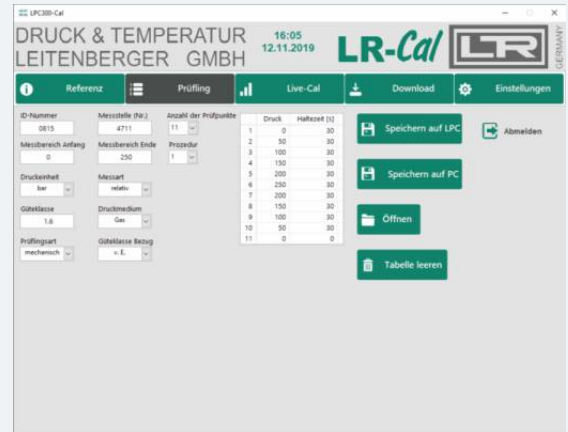 LPC300-Cal
DRUCK & TEMPERATUR
LEITENBERGER GMBH
16:05
12.11.2019
LR-Cal
LR
GERMANY
Referenz
Prüfling
Live-Cal
Download
Einstellungen
ID-Nummer
0815
Messstelle (Nr.)
4711
Anzahl der Prüfpunkte
11
Messbereich Anfang
0
Messbereich Ende
250
Prozedur
1
Druckeinheit
bar
Messart
relativ
Güteklasse
1.6
Druckmedium
Gas
Prüflingsart
mechanisch
Güteklasse Bezug
v. E.
Druck Haltezeit [s]
1 0 30
2 50 30
3 100 30
4 150 30
5 200 30
6 250 30
7 200 30
8 150 30
9 100 30
10 50 30
11 0 0
Speichern auf LPC
Speichern auf PC
Öffnen
Tabelle leeren
Abmelden